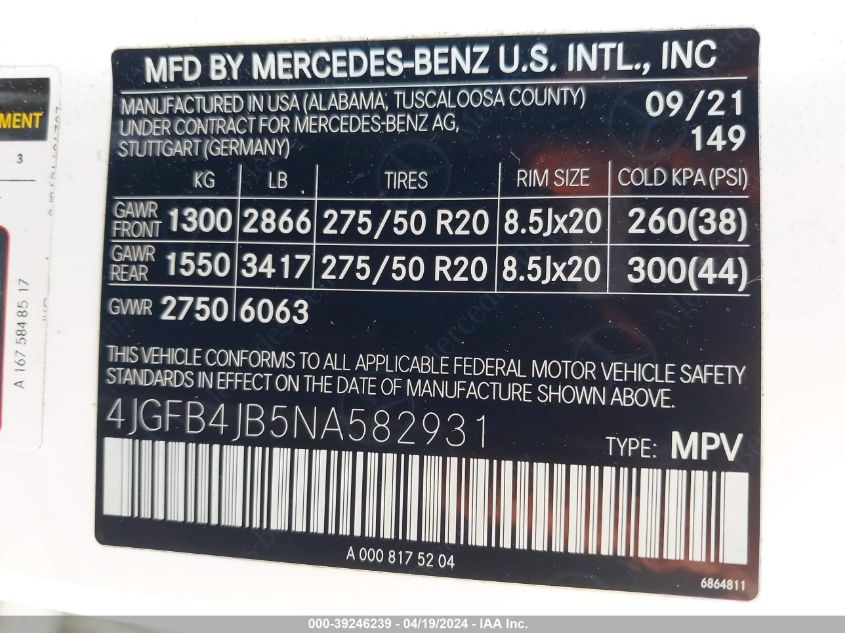 MFD BY MERCEDES-BENZ U.S. INTL., INC
MANUFACTURED IN USA (ALABAMA, TUSCALOOSA COUNTY) 09/21
UNDER CONTRACT FOR MERCEDES-BENZ AG, 149
STUTTGART (GERMANY)
KG LB TIRES RIM SIZE COLD KPA (PSI)
GAWR FRONT 1300 2866 275/50 R20 8.5Jx20 260(38)
GAWR REAR 1550 3417 275/50 R20 8.5Jx20 300(44)
GVWR 2750 6063
THIS VEHICLE CONFORMS TO ALL APPLICABLE FEDERAL MOTOR VEHICLE SAFETY
STANDARDS IN EFFECT ON THE DATE OF MANUFACTURE SHOWN ABOVE.
4JGFB4JB5NA582931 TYPE: MPV
A 000 817 52 04
6864811
MENT
3
A 167 584 85 17
000-39246239 - 04/19/2024 - IAA Inc.